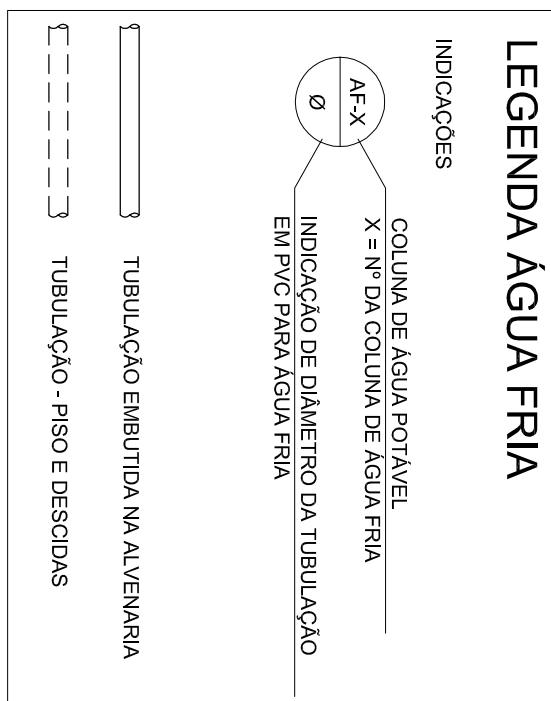 LEGENDA ÁGUA FRIA
INDICAÇÕES
AF-X
Ø
COLUNA DE ÁGUA POTÁVEL
X = Nº DA COLUNA DE ÁGUA FRIA
INDICAÇÃO DE DIÂMETRO DA TUBULAÇÃO
EM PVC PARA ÁGUA FRIA
TUBULAÇÃO EMBUTIDA NA ALVENARIA
TUBULAÇÃO - PISO E DESCIDAS